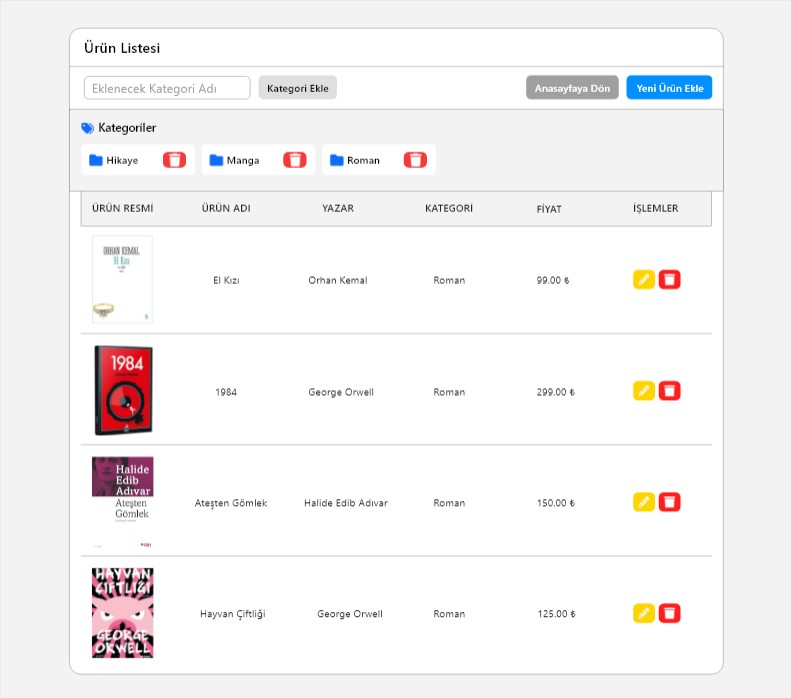 Ürün Listesi
Eklenecek Kategori Adı Kategori Ekle Anasayfaya Dön Yeni Ürün Ekle
Kategoriler
Hikaye Manga Roman
ÜRÜN RESMİ ÜRÜN ADI YAZAR KATEGORİ FİYAT İŞLEMLER
ORHAN KEMAL
El Kızı
El Kızı Orhan Kemal Roman 99.00 ₺
1984
1984 George Orwell Roman 299.00 ₺
Halide
Edib
Adıvar
Ateşten
Gömlek
Ateşten Gömlek Halide Edib Adıvar Roman 150.00 ₺
HAYVAN
ÇİFTLİĞİ
GEORGE
ORWELL
Hayvan Çiftliği George Orwell Roman 125.00 ₺